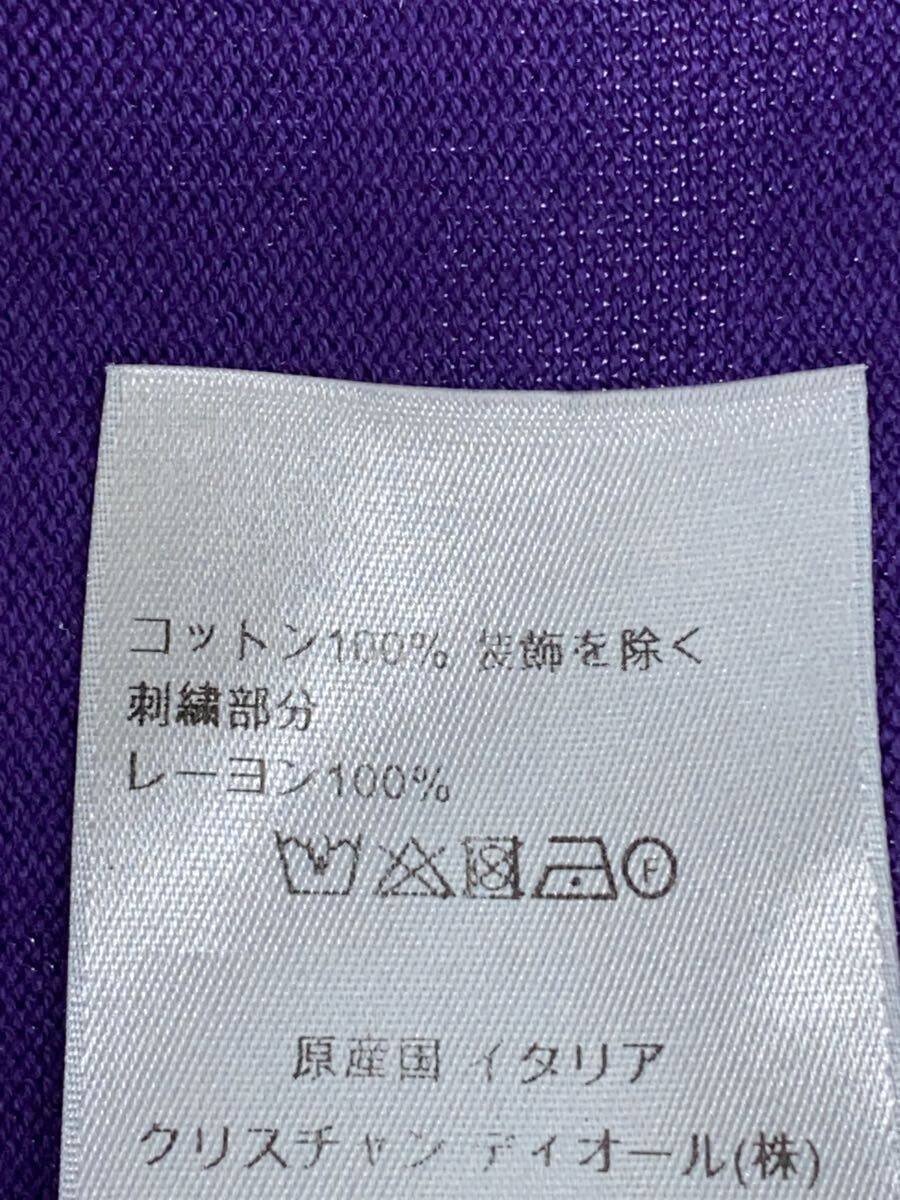 コットン100% 装飾を除く
刺繍部分
レーヨン100%
F
原産国 イタリア
クリスチャン ディオール(株)